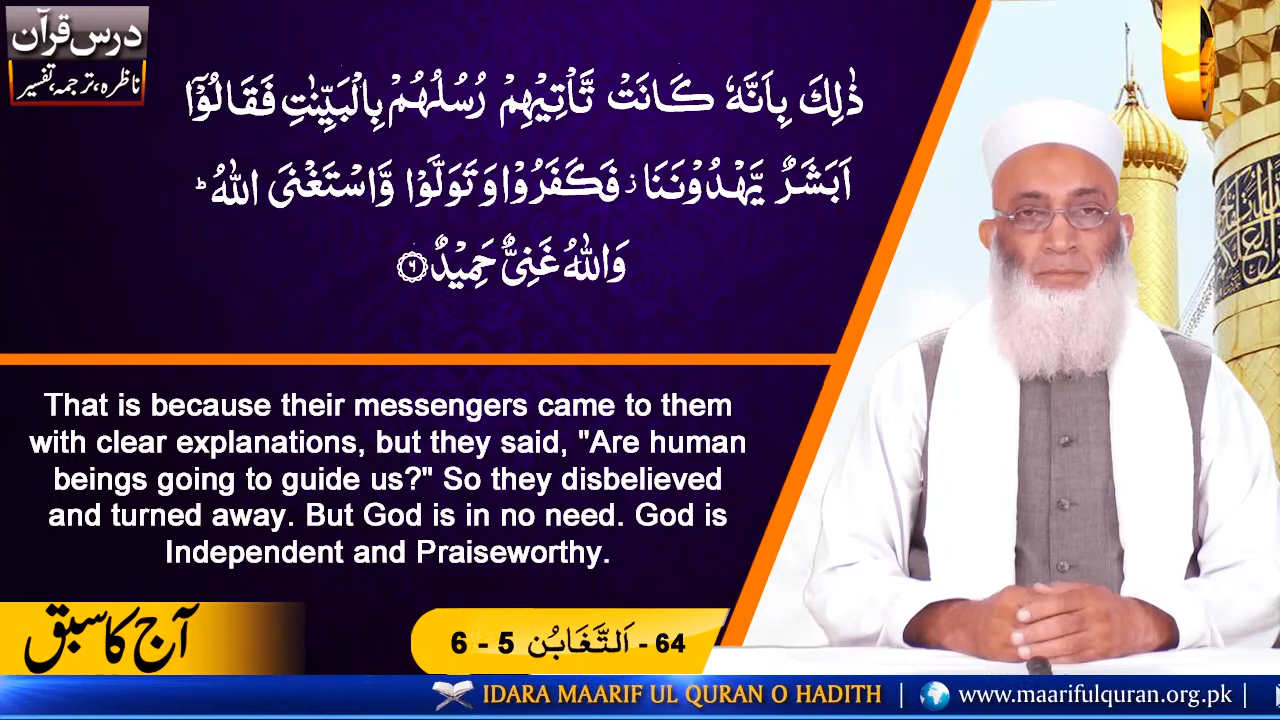 درس قرآن
ناظرہ، ترجمہ، تفسیر
ذٰلِكَ بِاَنَّهٗ كَانَتْ تَّاْتِيْهِمْ رُسُلُهُمْ بِالْبَيِّنٰتِ فَقَالُوْۤا
اَبَشَرٌ يَّهْدُوْنَنَا ؗ فَكَفَرُوْا وَ تَوَلَّوْا وَّاسْتَغْنَى اللّٰهُ ؕ
وَاللّٰهُ غَنِىٌّ حَمِيْدٌ ۶
That is because their messengers came to them
with clear explanations, but they said, "Are human
beings going to guide us?" So they disbelieved
and turned away. But God is in no need. God is
Independent and Praiseworthy.
آج کا سبق
64 - اَلتَّغَابُن 5 - 6
IDARA MAARIF UL QURAN O HADITH | www.maarifulquran.org.pk |